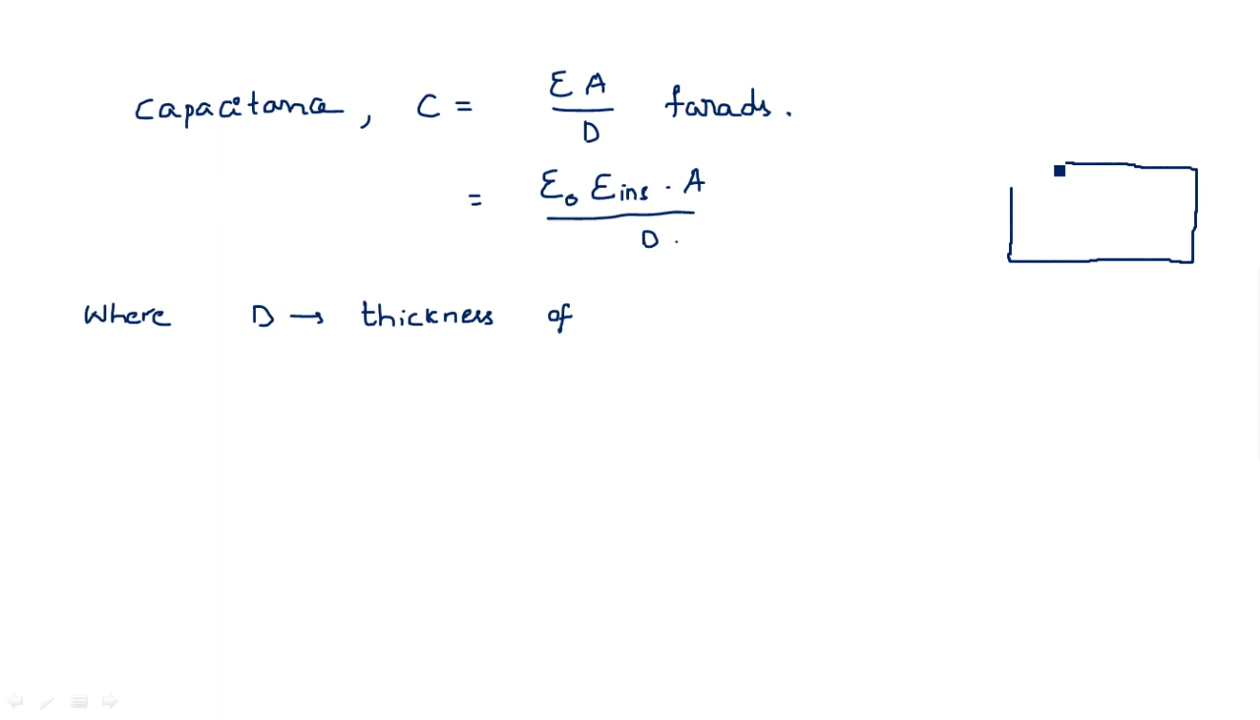 Capacitance, C = εA/D farads.
= ε₀ εins · A / D .
Where D → thickness of